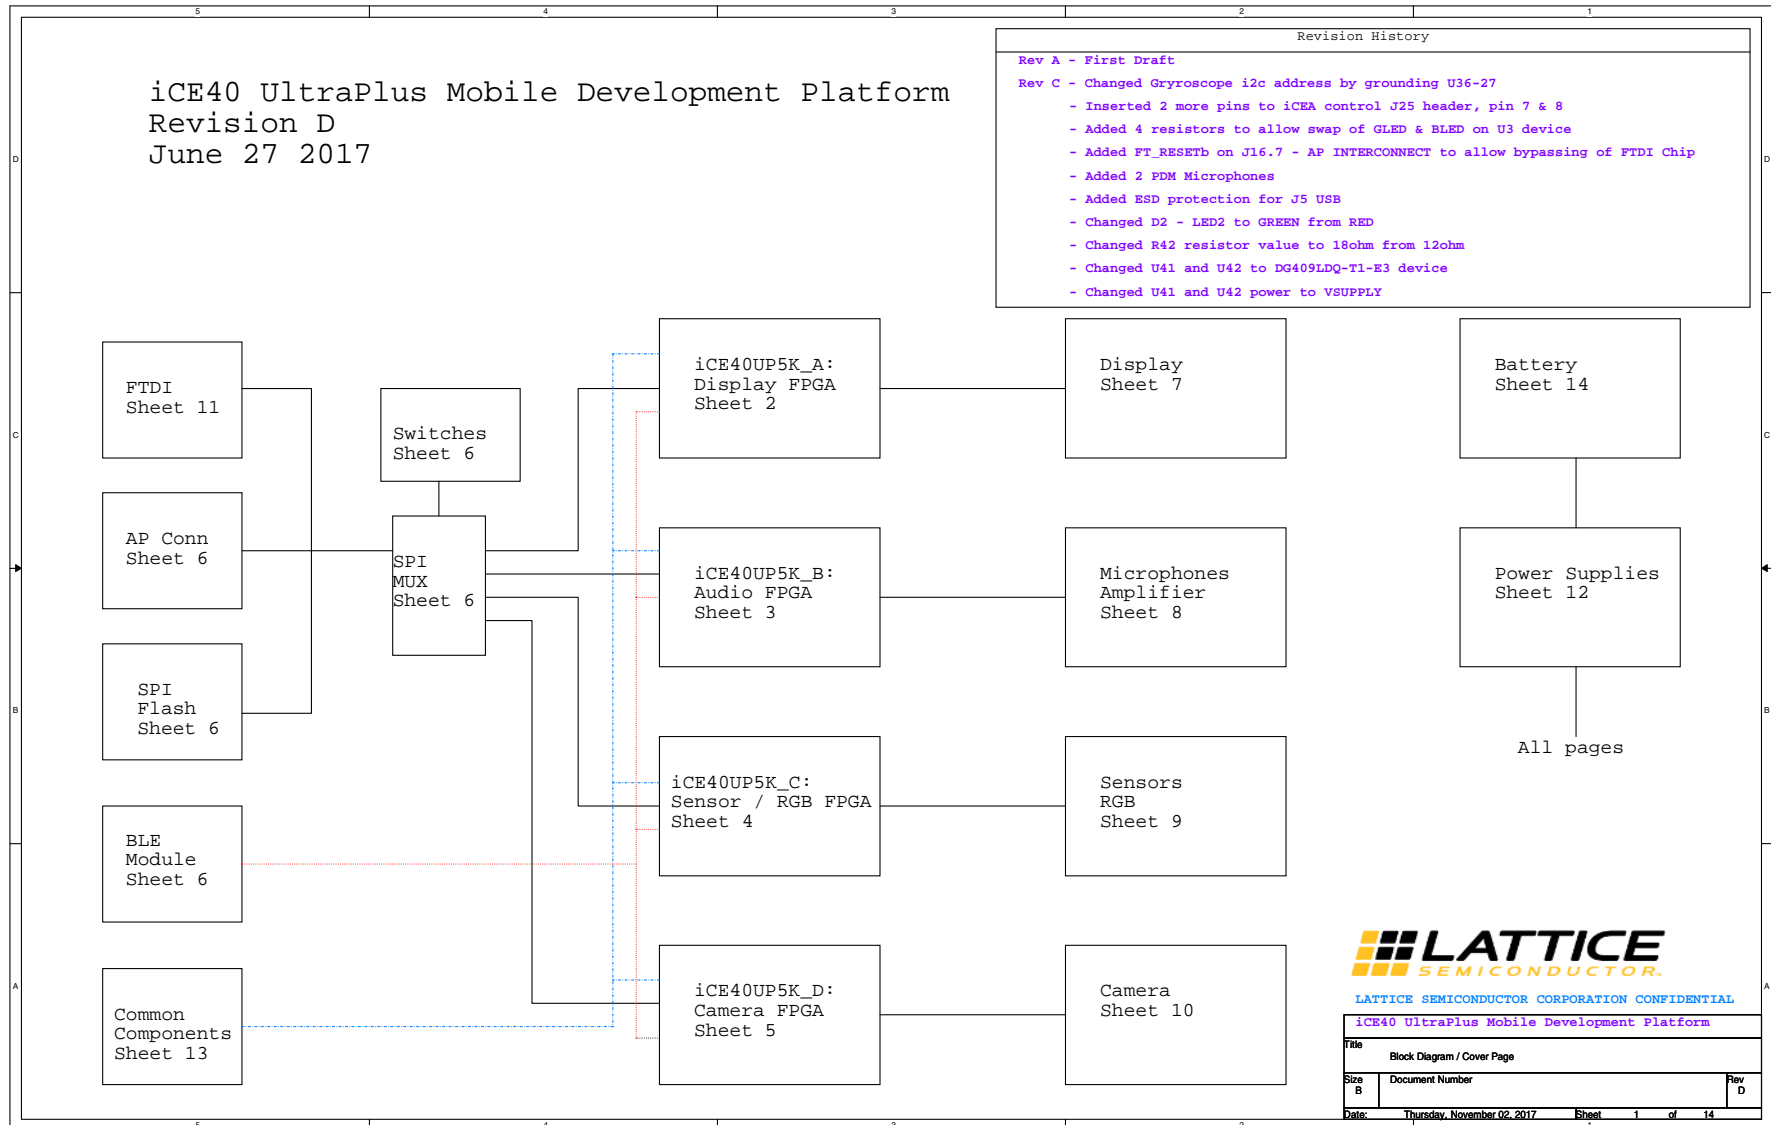 5 4 3 2 1
iCE40 UltraPlus Mobile Development Platform
Revision D
June 27 2017
Revision History
Rev A - First Draft
Rev C - Changed Gryroscope i2c address by grounding U36-27
- Inserted 2 more pins to iCEA control J25 header, pin 7 & 8
- Added 4 resistors to allow swap of GLED & BLED on U3 device
- Added FT_RESETb on J16.7 - AP INTERCONNECT to allow bypassing of FTDI Chip
- Added 2 PDM Microphones
- Added ESD protection for J5 USB
- Changed D2 - LED2 to GREEN from RED
- Changed R42 resistor value to 18ohm from 12ohm
- Changed U41 and U42 to DG409LDQ-T1-E3 device
- Changed U41 and U42 power to VSUPPLY
D
D
C
C
B
B
A
A
FTDI
Sheet 11
AP Conn
Sheet 6
SPI
Flash
Sheet 6
BLE
Module
Sheet 6
Common
Components
Sheet 13
Switches
Sheet 6
SPI
MUX
Sheet 6
iCE40UP5K_A:
Display FPGA
Sheet 2
iCE40UP5K_B:
Audio FPGA
Sheet 3
iCE40UP5K_C:
Sensor / RGB FPGA
Sheet 4
iCE40UP5K_D:
Camera FPGA
Sheet 5
Display
Sheet 7
Microphones
Amplifier
Sheet 8
Sensors
RGB
Sheet 9
Camera
Sheet 10
Battery
Sheet 14
Power Supplies
Sheet 12
All pages
LATTICE
SEMICONDUCTOR.
LATTICE SEMICONDUCTOR CORPORATION CONFIDENTIAL
iCE40 UltraPlus Mobile Development Platform
Title
Block Diagram / Cover Page
Size Document Number Rev
B D
Date: Thursday, November 02, 2017 Sheet 1 of 14
5 4 3 2 1